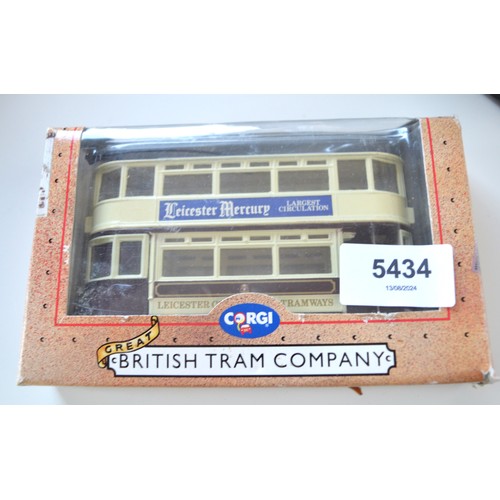 Leicester Mercury LARGEST
CIRCULATION
5434
13/08/2024
LEICESTER TRAMWAYS
CORGI
GREAT
BRITISH TRAM COMPANY